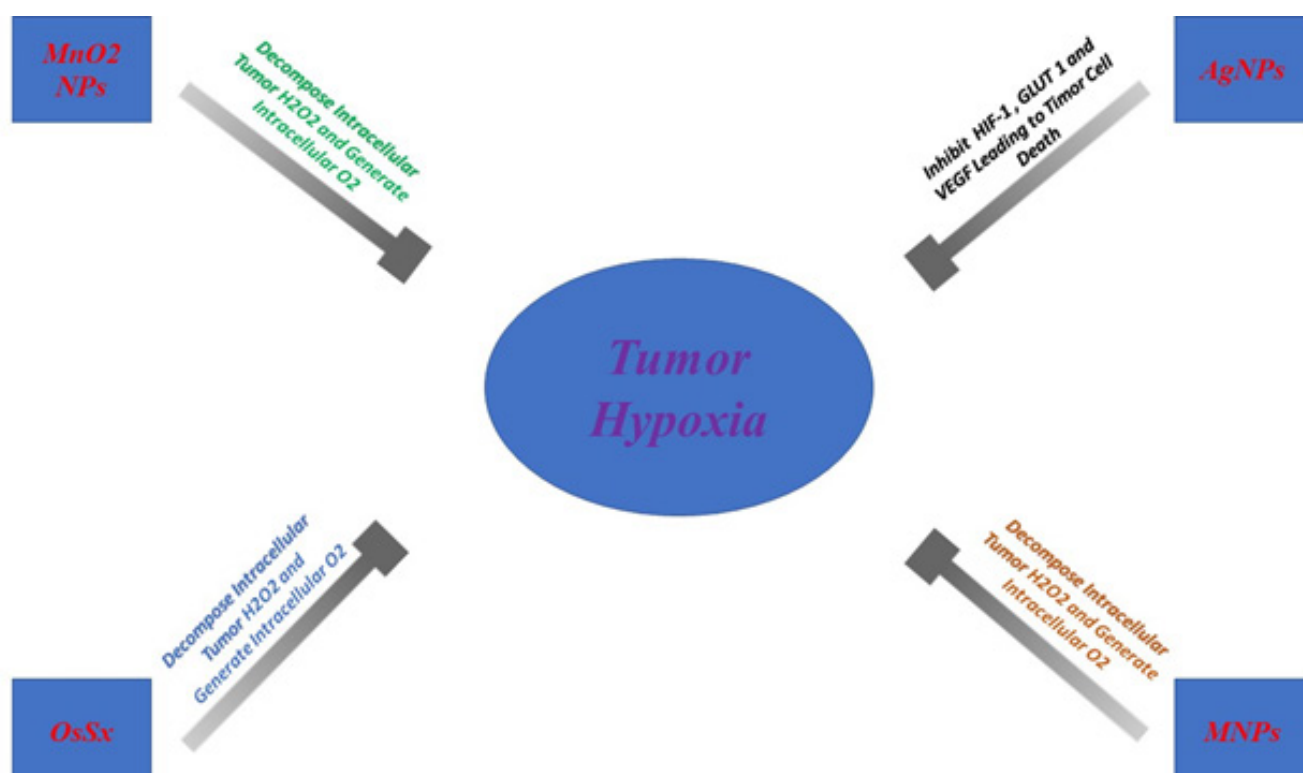 MnO2
NPs
Decompose Intracellular
Tumor H2O2 and Generate
Intracellular O2
Inhibit HIF-1 , GLUT 1 and
VEGF Leading to Timor Cell
Death
AgNPs
Tumor
Hypoxia
OsSx
Decompose Intracellular
Tumor H2O2 and
Generate Intracellular O2
Decompose Intracellular
Tumor H2O2 and Generate
Intracellular O2
MNPs